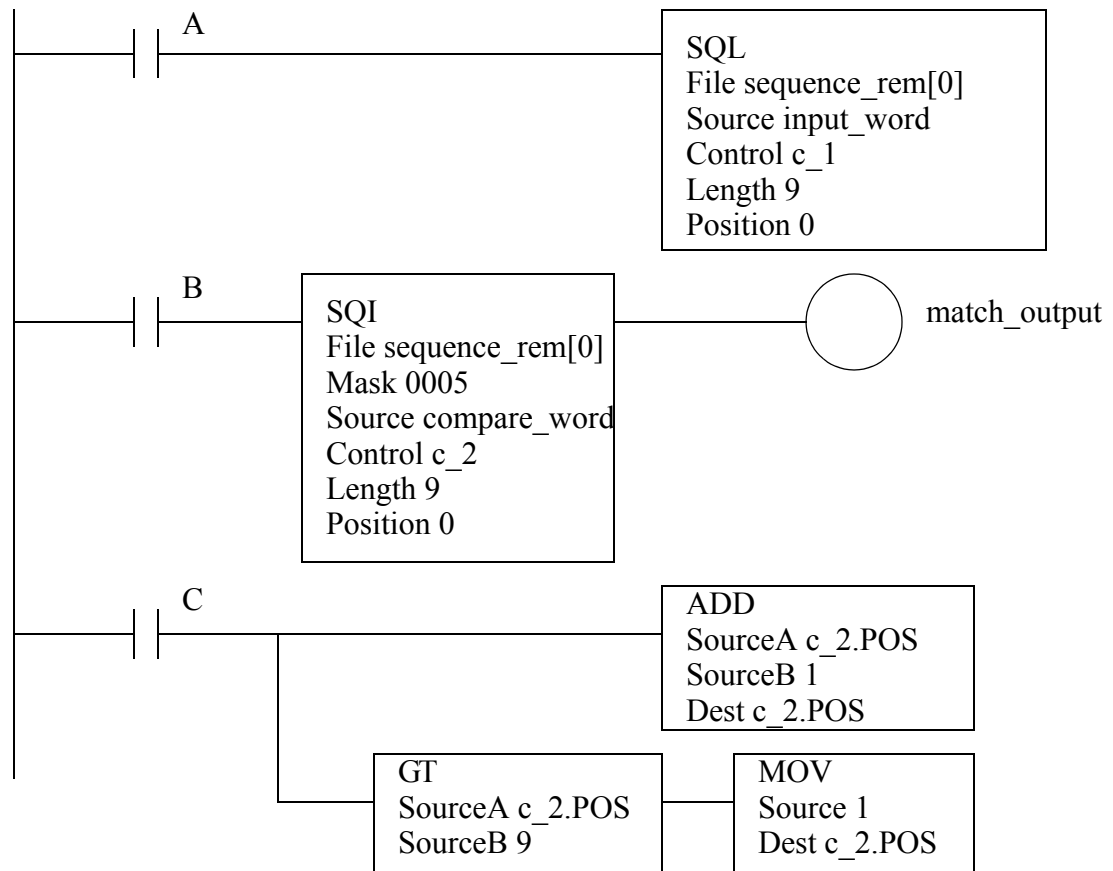 A
SQL
File sequence_rem[0]
Source input_word
Control c_1
Length 9
Position 0
B
SQI
File sequence_rem[0]
Mask 0005
Source compare_word
Control c_2
Length 9
Position 0
match_output
C
ADD
SourceA c_2.POS
SourceB 1
Dest c_2.POS
GT
SourceA c_2.POS
SourceB 9
MOV
Source 1
Dest c_2.POS